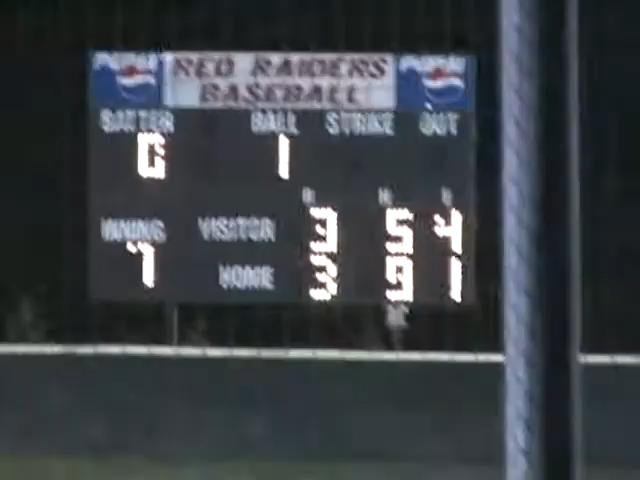 RED RAIDERS
BASEBALL
BATTER BALL STRIKE OUT
6 1
R H E
INNING VISITOR 3 5 4
7 HOME 3 9 1